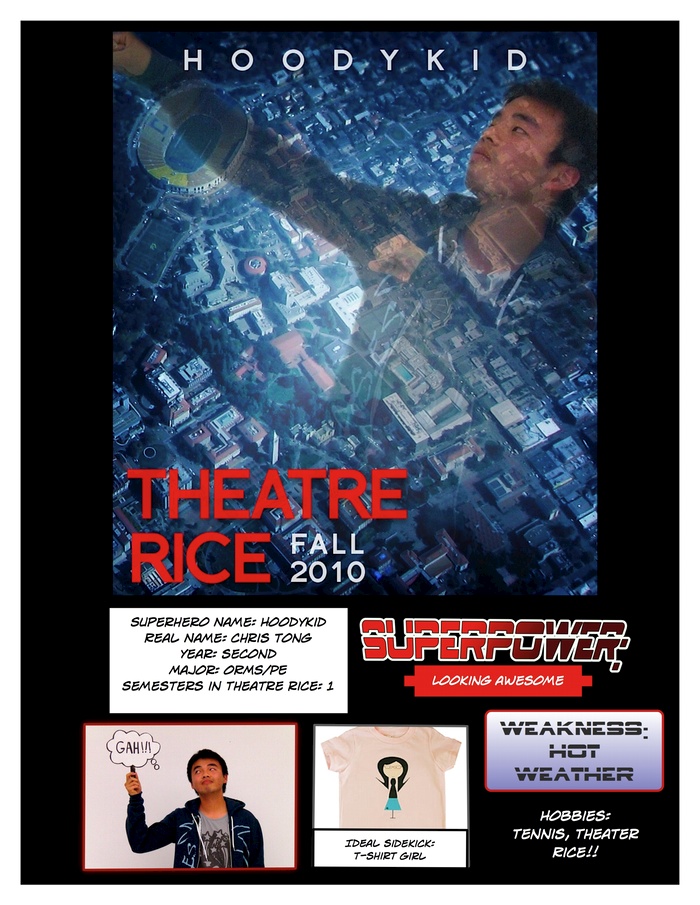 HOODYKID
THEATRE
RICE FALL
2010
SUPERHERO NAME: HOODYKID
REAL NAME: CHRIS TONG
YEAR: SECOND
MAJOR: ORMS/PE
SEMESTERS IN THEATRE RICE: 1
SUPERPOWER:
LOOKING AWESOME
WEAKNESS:
HOT
WEATHER
GAH!!!
IDEAL SIDEKICK:
T-SHIRT GIRL
HOBBIES:
TENNIS, THEATER
RICE!!